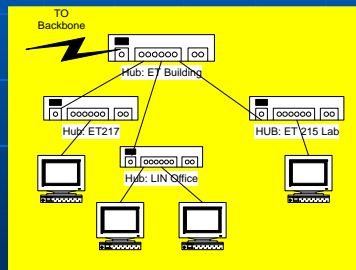 TO
Backbone
Hub: ET Building
Hub: ET217
HUB: ET 215 Lab
Hub: LIN Office